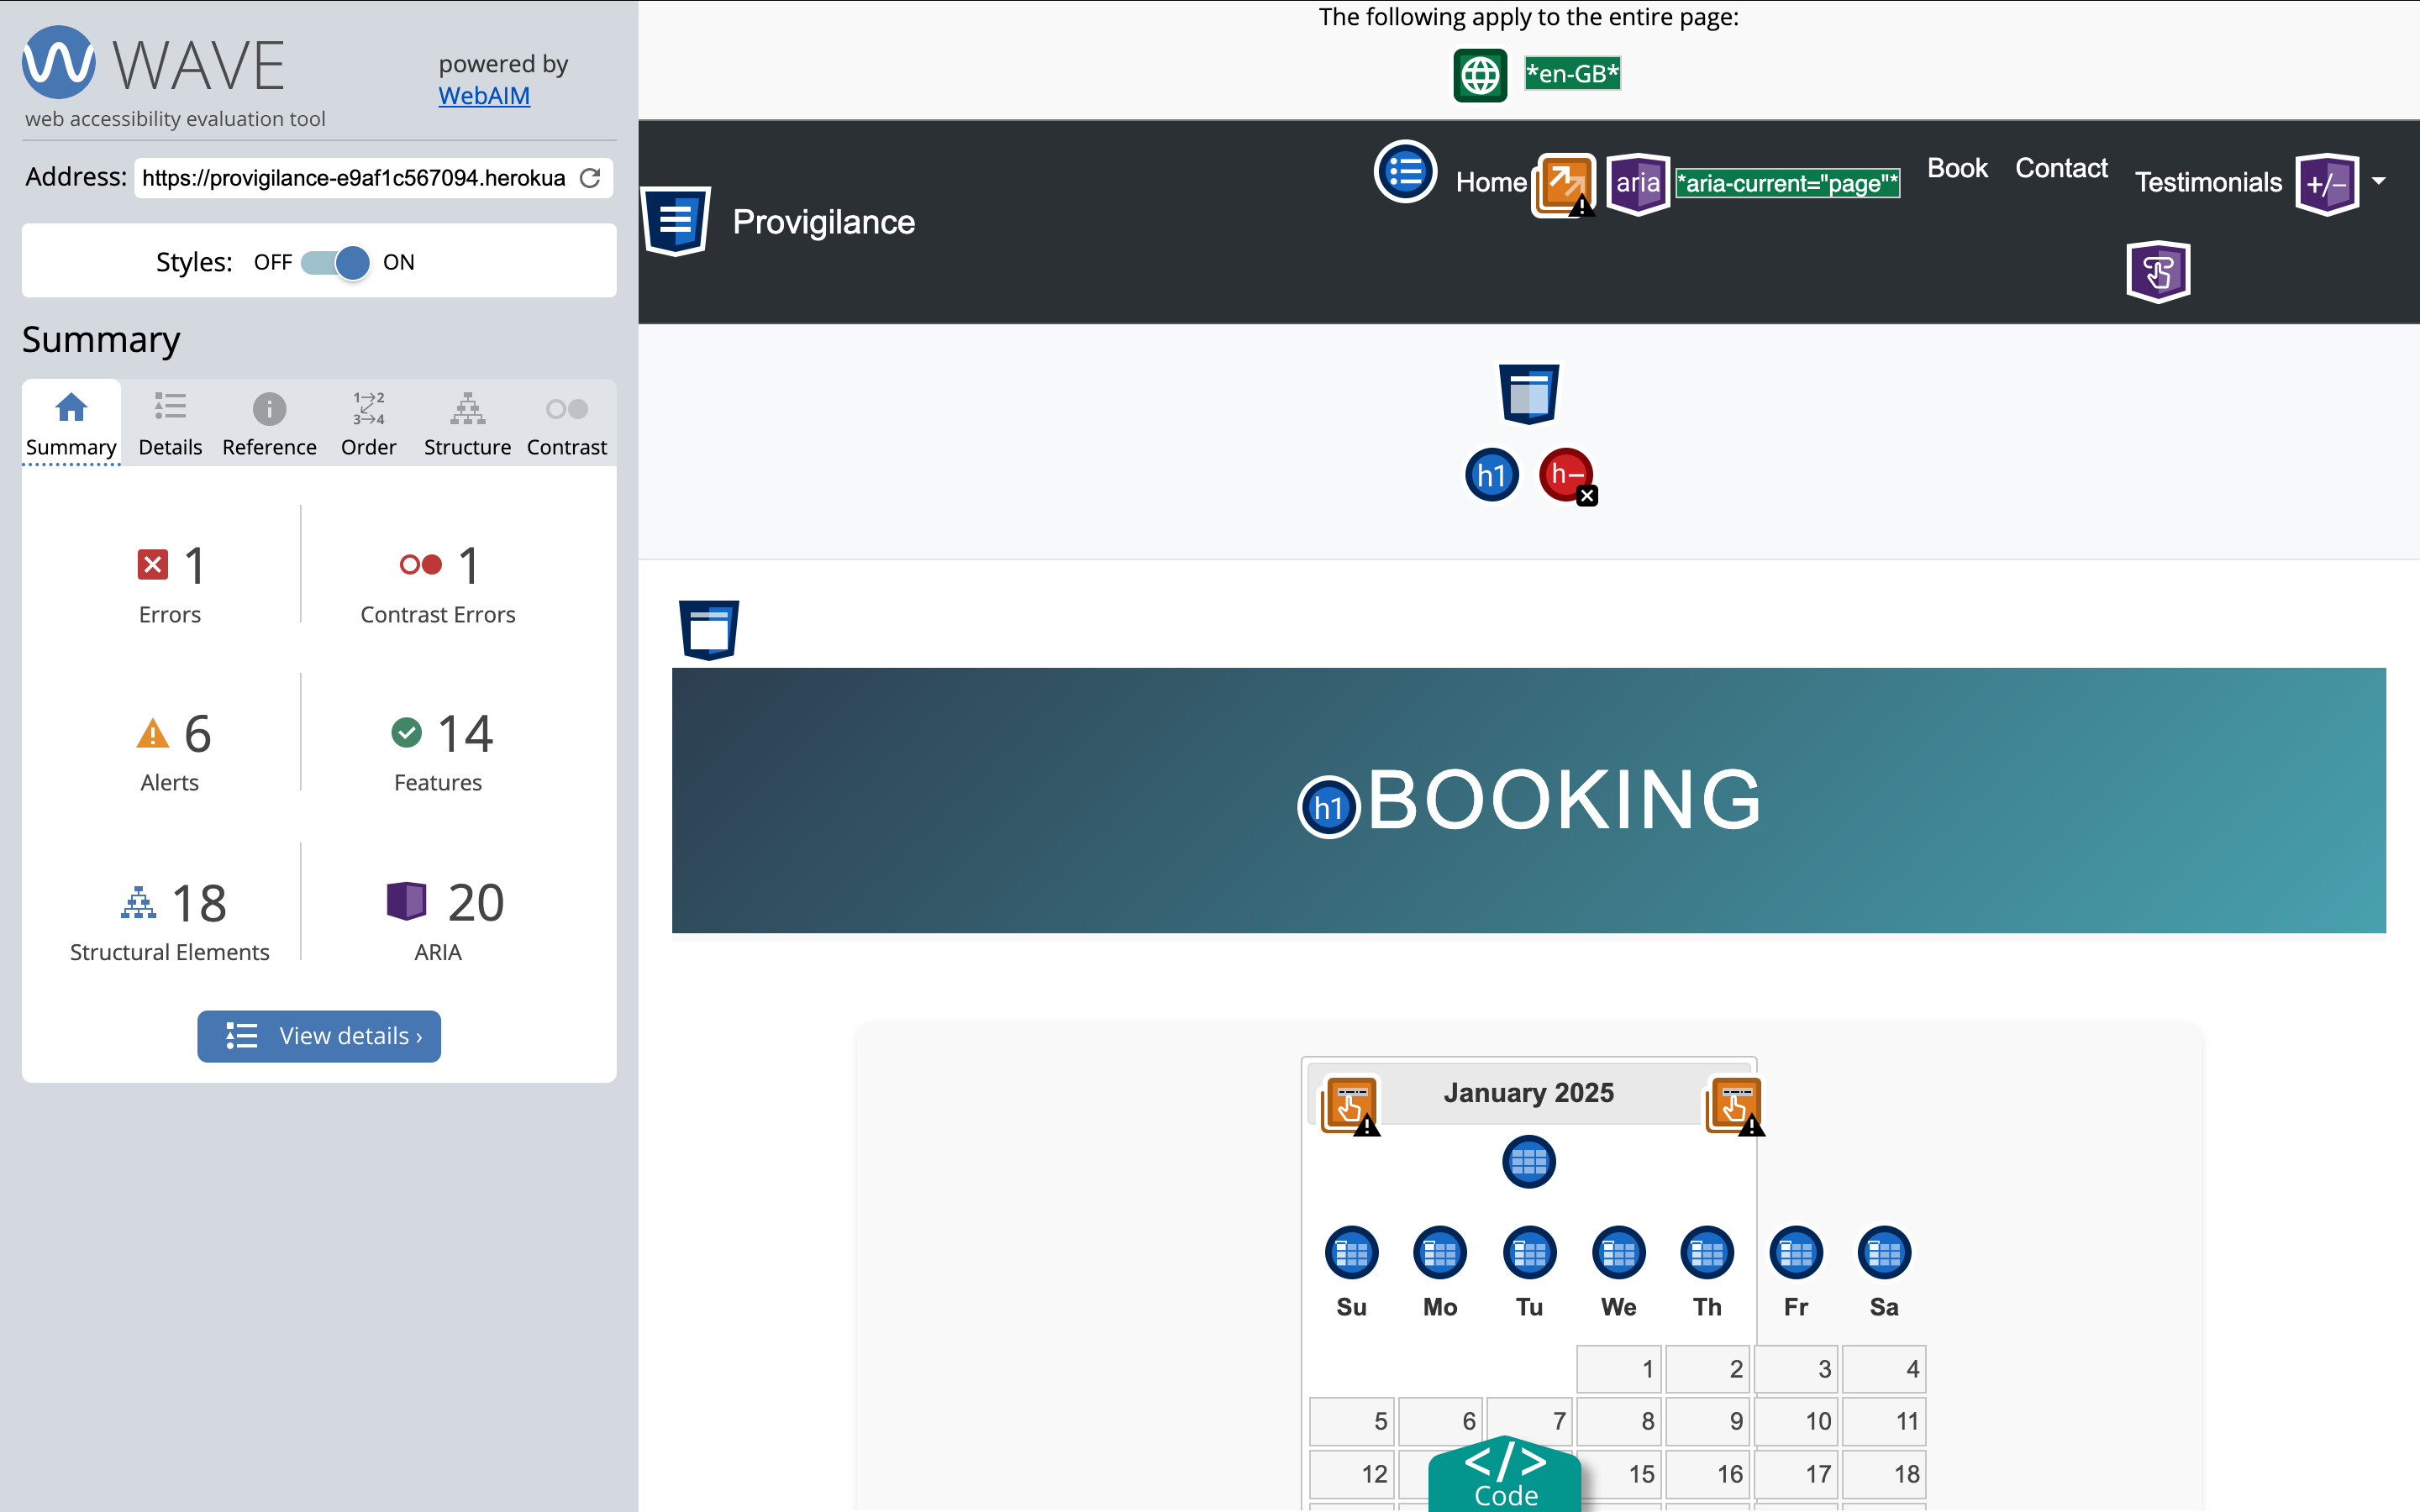 WAVE
powered by
WebAIM
web accessibility evaluation tool
Address: https://provigilance-e9af1c567094.herokua
Styles: OFF ON
Summary
1→2
3→4
Summary Details Reference Order Structure Contrast
1
Errors
1
Contrast Errors
6
Alerts
14
Features
18
Structural Elements
20
ARIA
View details ›
The following apply to the entire page:
*en-GB*
Provigilance
Home aria *aria-current="page"* Book Contact Testimonials +/−
h1 h−
h1 BOOKING
January 2025
Su Mo Tu We Th Fr Sa
1 2 3 4
5 6 7 8 9 10 11
12 15 16 17 18
</>
Code